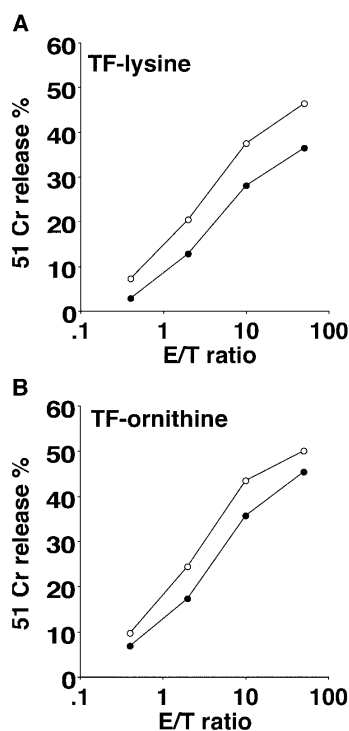 A
TF-lysine
60
50
40
30
20
10
0
51 Cr release %
.1 1 10 100
E/T ratio
B
TF-ornithine
60
50
40
30
20
10
0
51 Cr release %
.1 1 10 100
E/T ratio